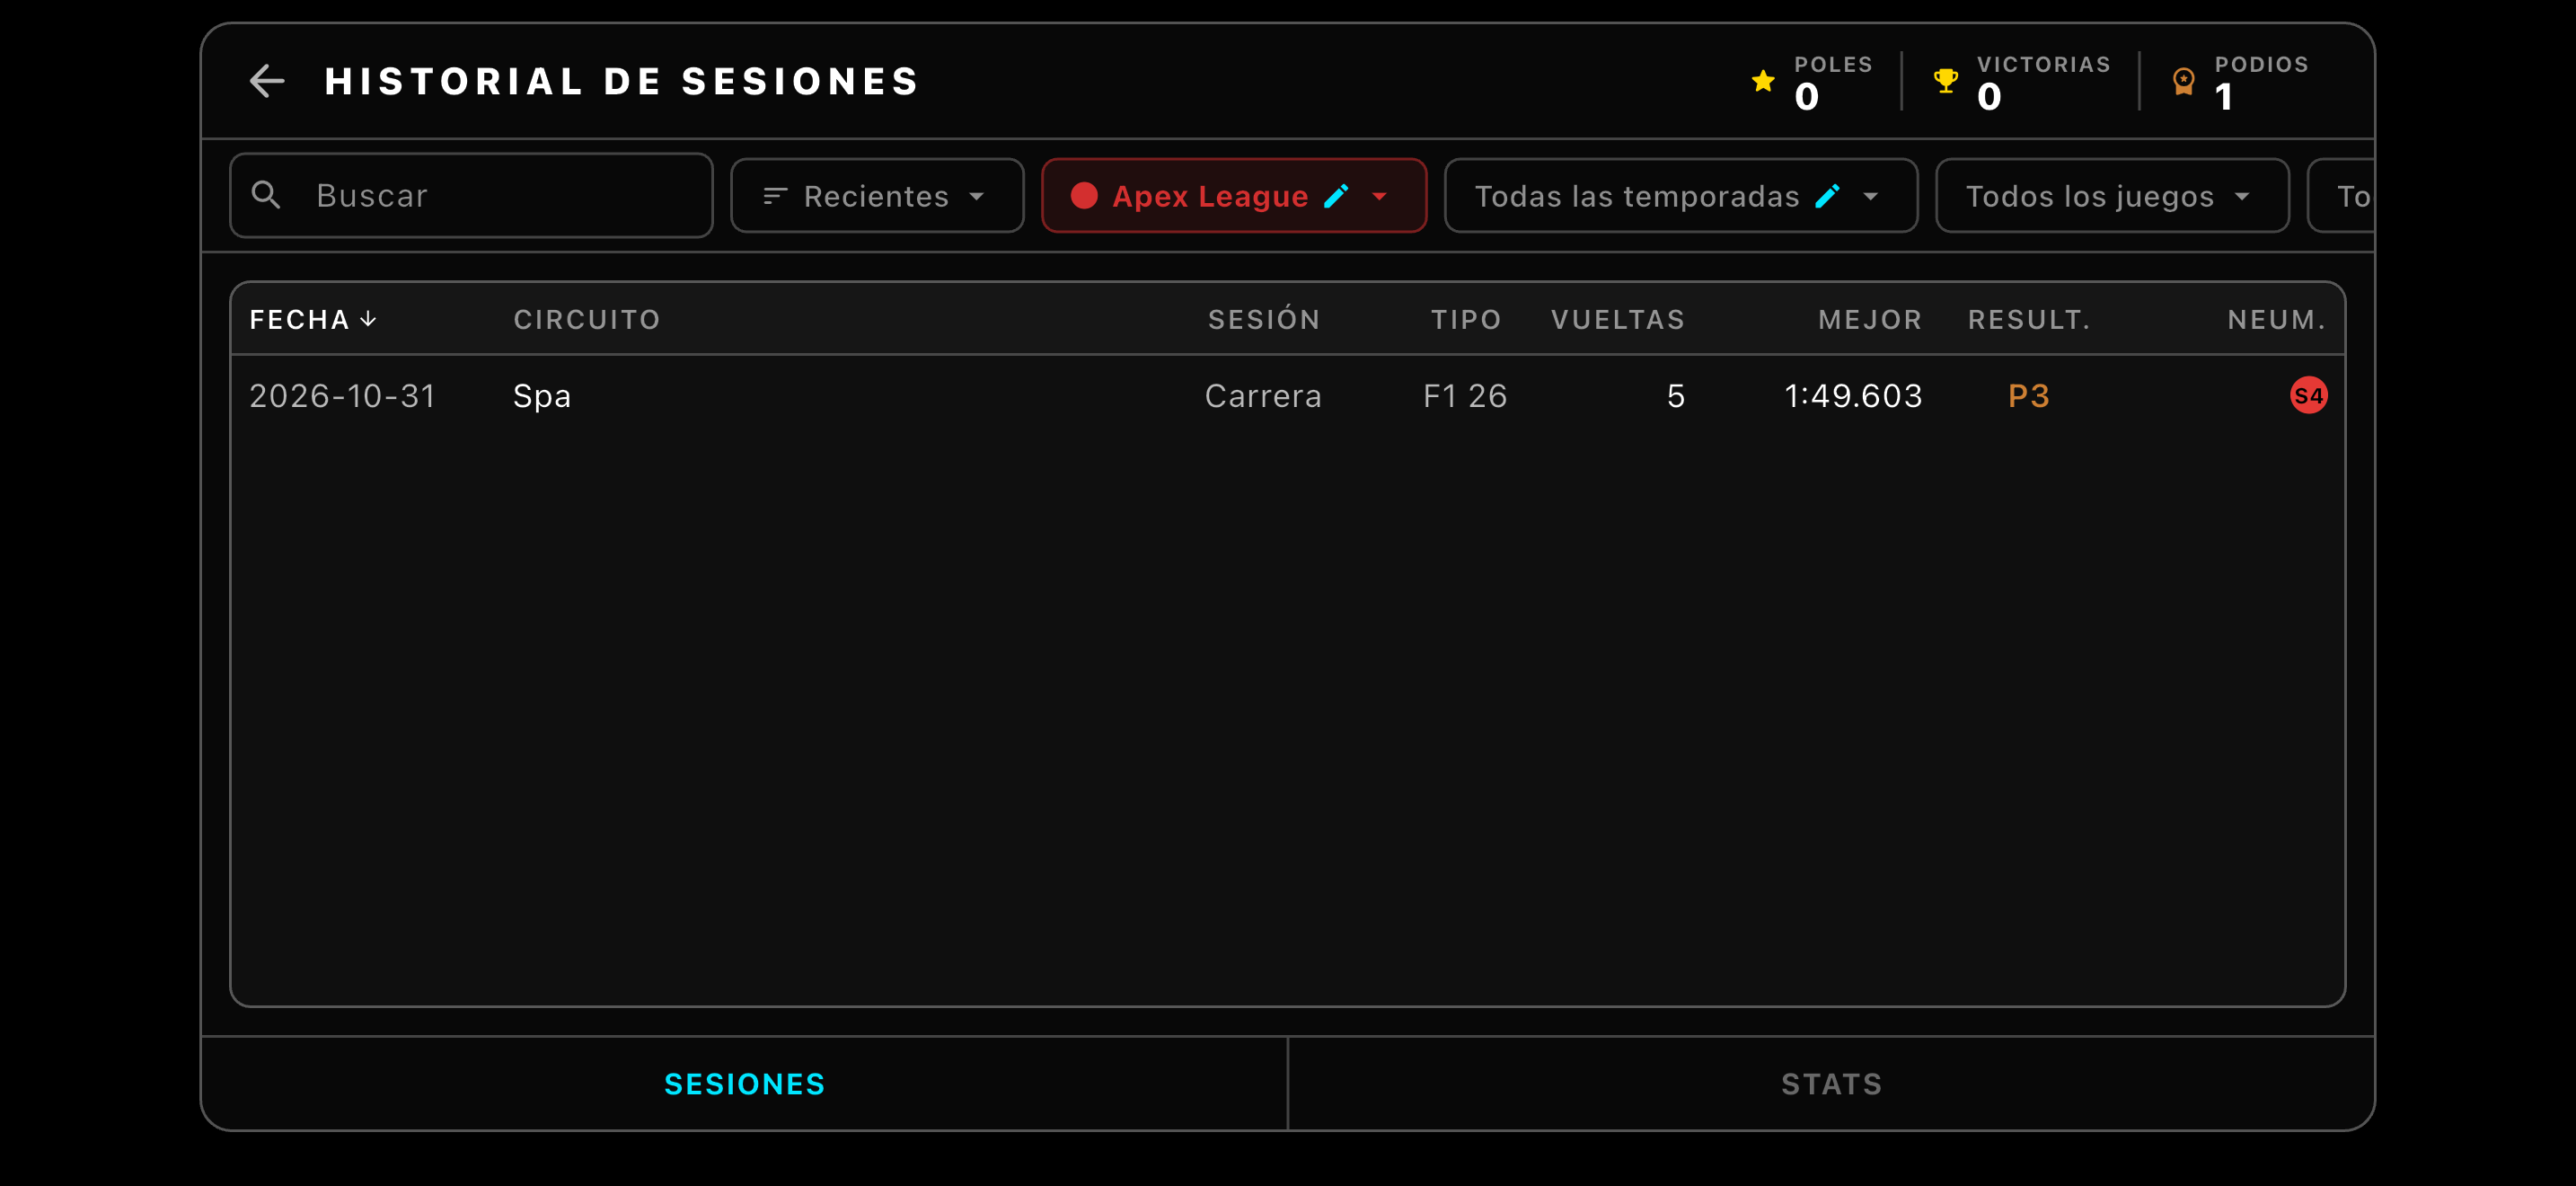 HISTORIAL DE SESIONES
POLES
0
VICTORIAS
0
PODIOS
1
Buscar
Recientes
Apex League
Todas las temporadas
Todos los juegos
To
FECHA CIRCUITO SESIÓN TIPO VUELTAS MEJOR RESULT. NEUM.
2026-10-31 Spa Carrera F1 26 5 1:49.603 P3 S4
SESIONES
STATS